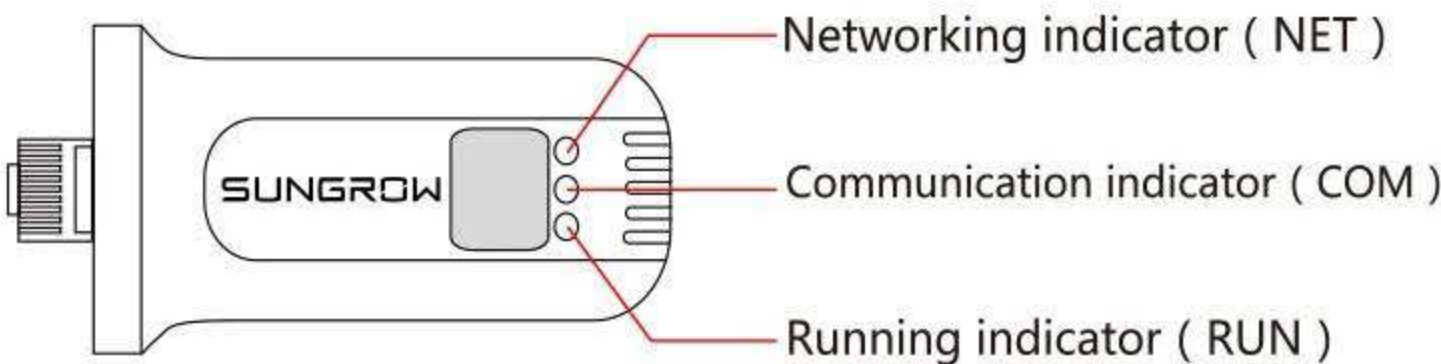 Networking indicator ( NET )
SUNGROW
Communication indicator ( COM )
Running indicator ( RUN )